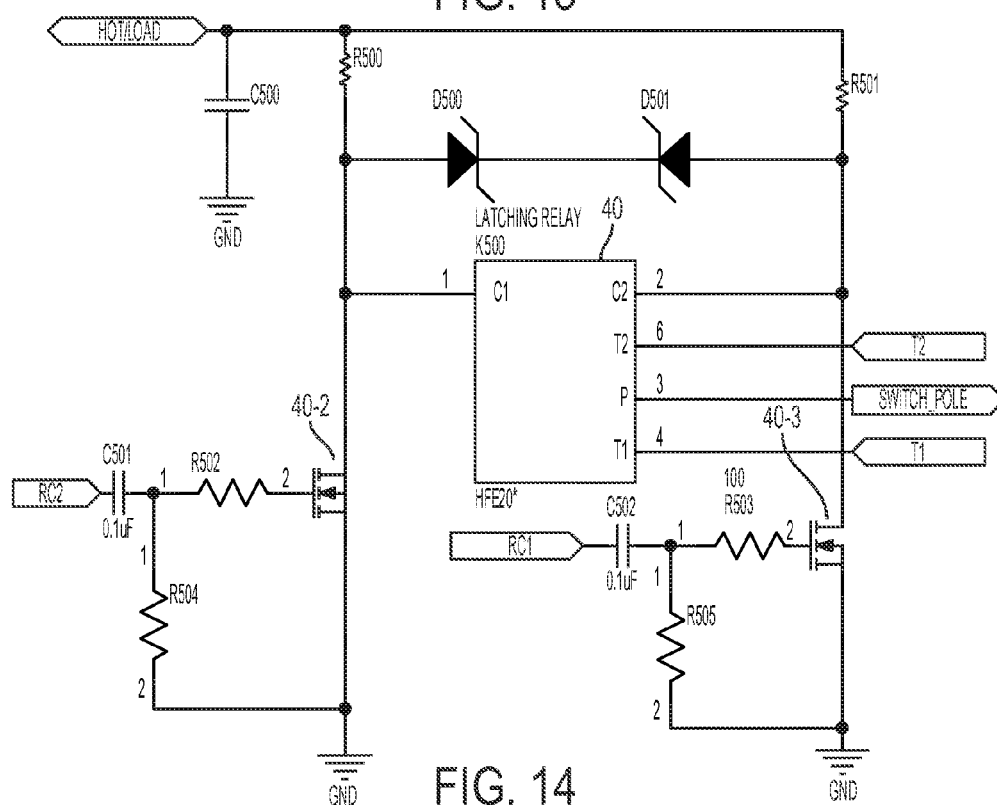 HOT/LOAD
R500
R501
C500
D500
D501
GND
LATCHING RELAY
K500
40
1
C1
C2
2
T2
6
T2
P
3
SWITCH_POLE
T1
4
T1
HFE20*
40-2
40-3
C501
R502
RC2
1
2
0.1uF
1
R504
2
GND
100
R503
C502
RC1
1
2
0.1uF
1
R505
2
GND
FIG. 14